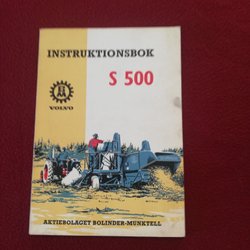 INSTRUKTIONSBOK
S 500
VOLVO
AKTIEBOLAGET BOLINDER-MUNKTELL